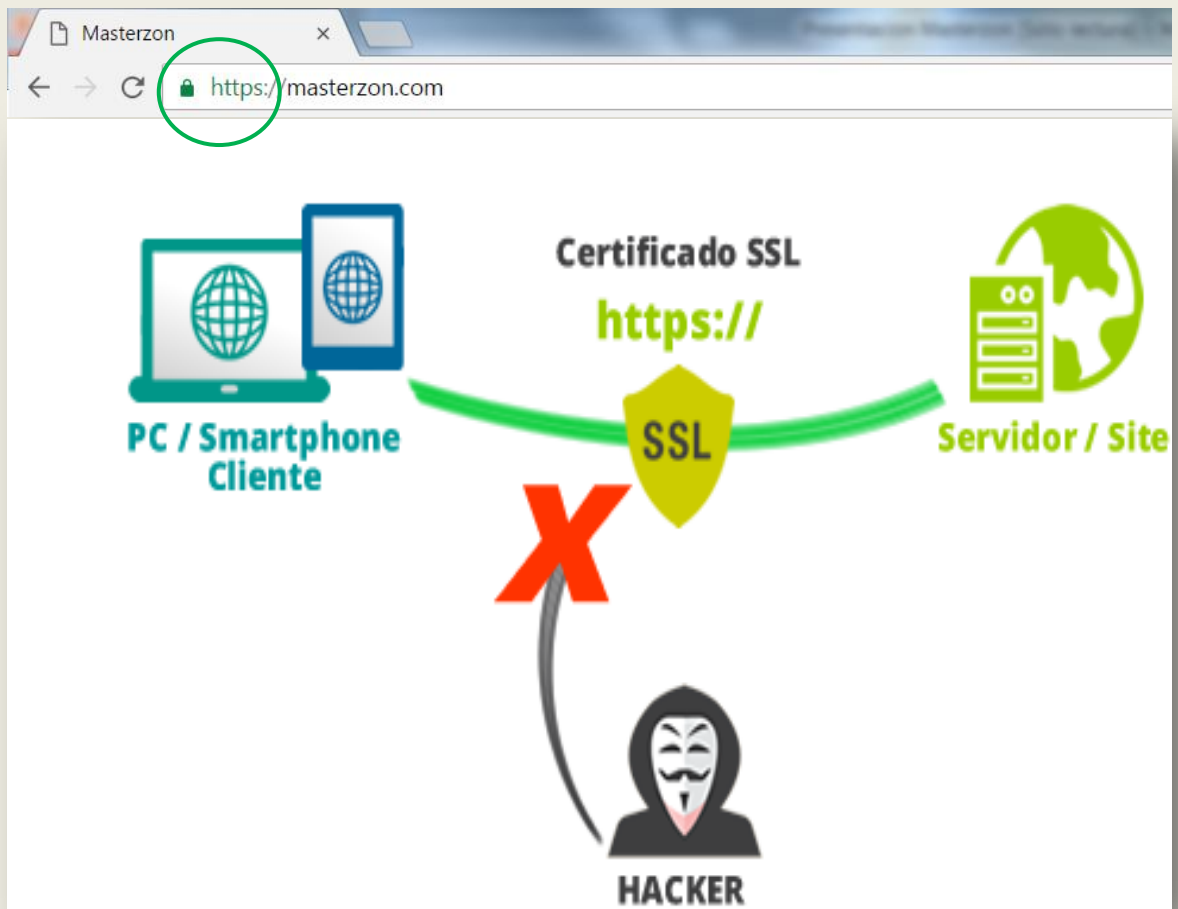 Masterzon
https://masterzon.com
Certificado SSL
https://
SSL
PC / Smartphone
Cliente
Servidor / Site
HACKER